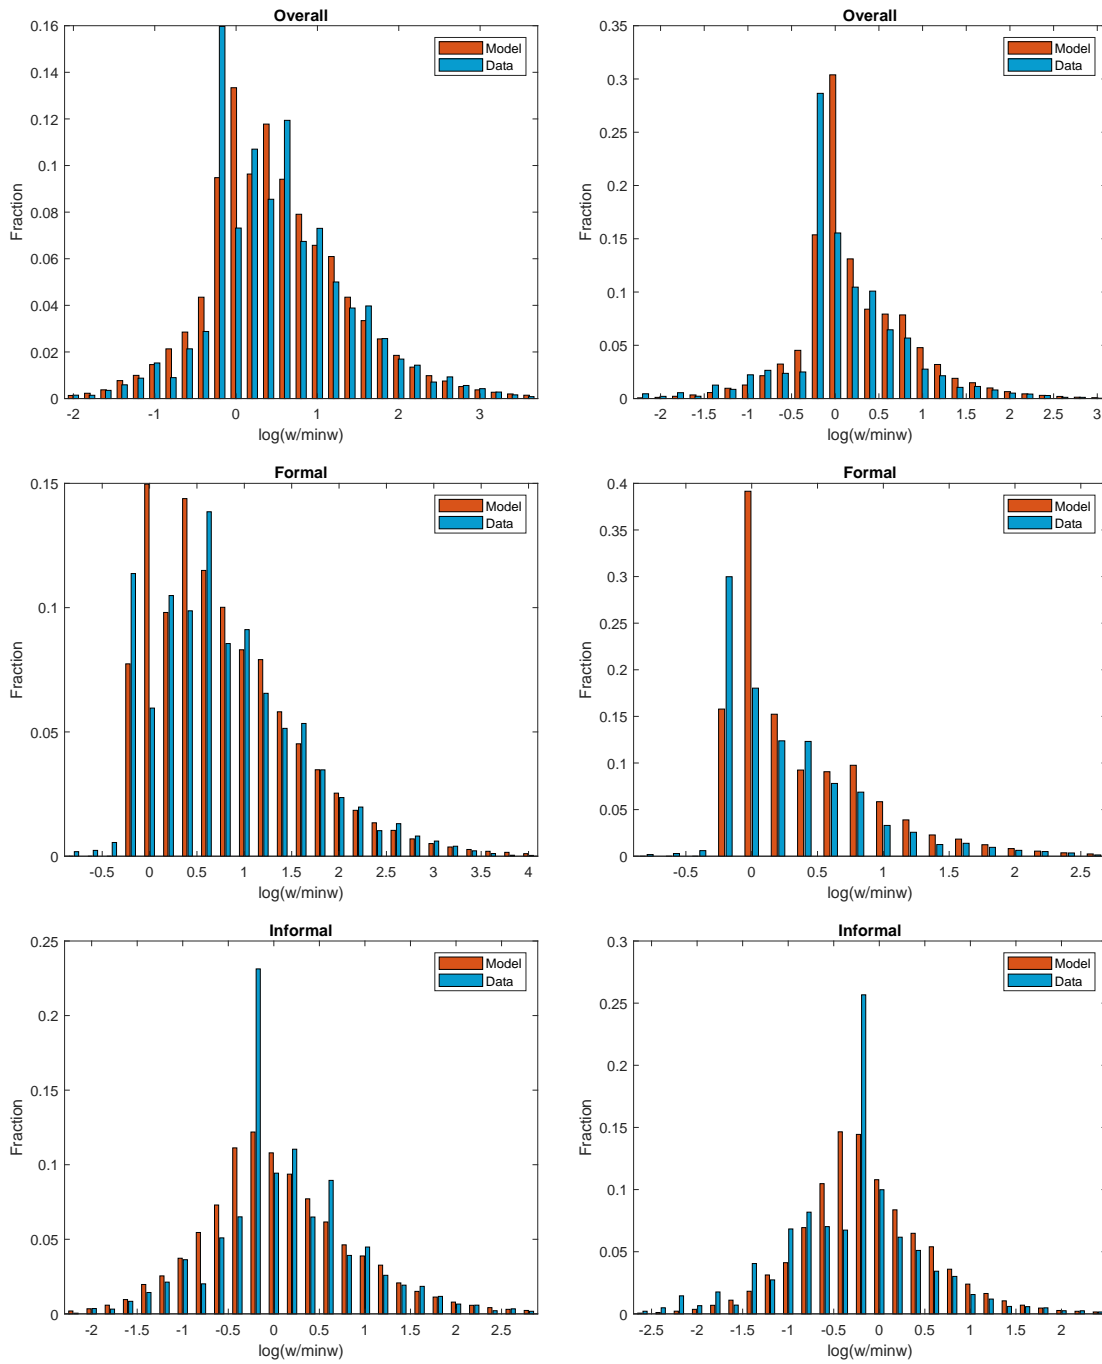 Overall
0.16
0.14
0.12
0.1
0.08
0.06
0.04
0.02
0
Fraction
Model
Data
-2 -1 0 1 2 3
log(w/minw)
Overall
0.35
0.3
0.25
0.2
0.15
0.1
0.05
0
Fraction
Model
Data
-2 -1.5 -1 -0.5 0 0.5 1 1.5 2 2.5 3
log(w/minw)
Formal
0.15
0.1
0.05
0
Fraction
Model
Data
-0.5 0 0.5 1 1.5 2 2.5 3 3.5 4
log(w/minw)
Formal
0.4
0.35
0.3
0.25
0.2
0.15
0.1
0.05
0
Fraction
Model
Data
-0.5 0 0.5 1 1.5 2 2.5
log(w/minw)
Informal
0.25
0.2
0.15
0.1
0.05
0
Fraction
Model
Data
-2 -1.5 -1 -0.5 0 0.5 1 1.5 2 2.5
log(w/minw)
Informal
0.3
0.25
0.2
0.15
0.1
0.05
0
Fraction
Model
Data
-2.5 -2 -1.5 -1 -0.5 0 0.5 1 1.5 2
log(w/minw)